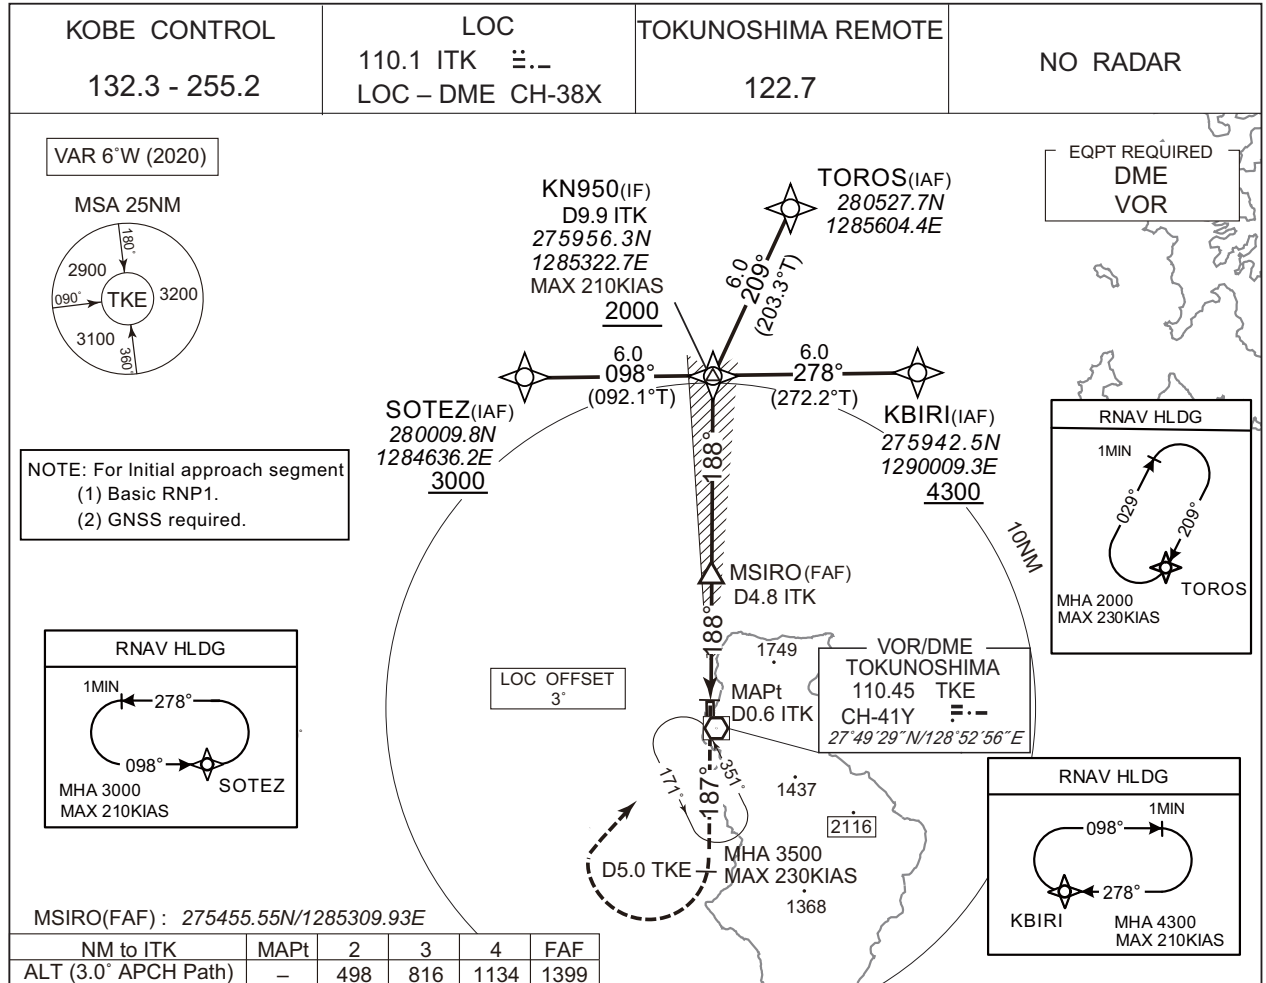 KOBE CONTROL
132.3 - 255.2
LOC
110.1 ITK
LOC – DME CH-38X
TOKUNOSHIMA REMOTE
122.7
NO RADAR
VAR 6°W (2020)
MSA 25NM
180°
2900
090°
TKE
3200
3100
360°
EQPT REQUIRED
DME
VOR
KN950(IF)
D9.9 ITK
275956.3N
1285322.7E
MAX 210KIAS
2000
TOROS(IAF)
280527.7N
1285604.4E
6.0
209°
(203.3°T)
6.0
098°
(092.1°T)
6.0
278°
(272.2°T)
SOTEZ(IAF)
280009.8N
1284636.2E
3000
KBIRI(IAF)
275942.5N
1290009.3E
4300
188°
10NM
NOTE: For Initial approach segment
(1) Basic RNP1.
(2) GNSS required.
RNAV HLDG
1MIN
029°
209°
TOROS
MHA 2000
MAX 230KIAS
MSIRO(FAF)
D4.8 ITK
188°
RNAV HLDG
1MIN
278°
098°
SOTEZ
MHA 3000
MAX 210KIAS
LOC OFFSET
3°
1749
MAPt
D0.6 ITK
VOR/DME
TOKUNOSHIMA
110.45 TKE
CH-41Y
27°49´29˝N/128°52´56˝E
171°
351°
187°
1437
2116
D5.0 TKE
MHA 3500
MAX 230KIAS
1368
RNAV HLDG
1MIN
098°
278°
KBIRI
MHA 4300
MAX 210KIAS
MSIRO(FAF) : 275455.55N/1285309.93E
NM to ITK MAPt 2 3 4 FAF
ALT (3.0° APCH Path) – 498 816 1134 1399